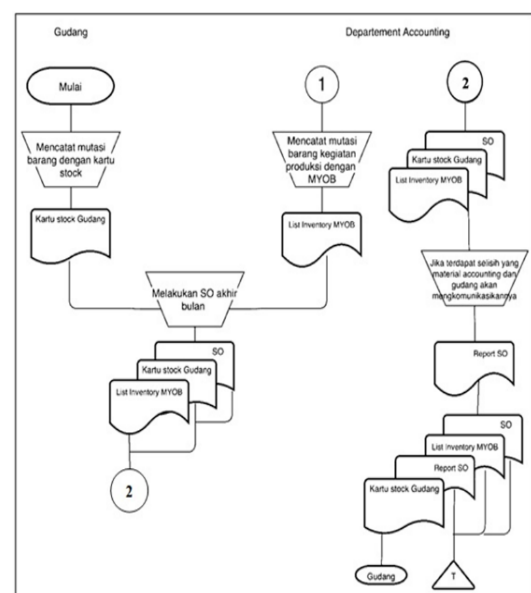 Gudang
Departement Accounting
Mulai
1
2
Mencatat mutasi
barang dengan kartu
stock
Mencatat mutasi
barang kegiatan
produksi dengan
MYOB
SO
Kartu stock Gudang
List Inventory MYOB
Kartu stock Gudang
List Inventory MYOB
Jika terdapat selisih yang
material accounting dan
gudang akan
mengkomunikasikannya
Melakukan SO akhir
bulan
SO
Kartu stock Gudang
List Inventory MYOB
Report SO
SO
List Inventory MYOB
Report SO
Kartu stock Gudang
2
Gudang
T